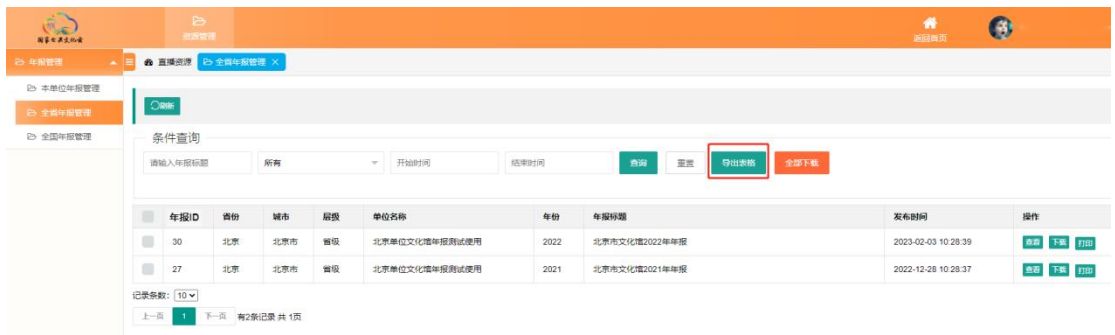 国家公共文化云
资源管理
返回首页
年报管理
直播资源 全省年报管理 ×
本单位年报管理
全省年报管理
全国年报管理
刷新
条件查询
请输入年报标题 所有 开始时间 结束时间 查询 重置 导出表格 全部下载
年报ID 省份 城市 层级 单位名称 年份 年报标题 发布时间 操作
30 北京 北京市 省级 北京单位文化馆年报测试使用 2022 北京市文化馆2022年年报 2023-02-03 10:28:39 查看 下载 打印
27 北京 北京市 省级 北京单位文化馆年报测试使用 2021 北京市文化馆2021年年报 2022-12-28 10:28:37 查看 下载 打印
记录条数: 10
上一页 1 下一页 有2条记录 共 1页